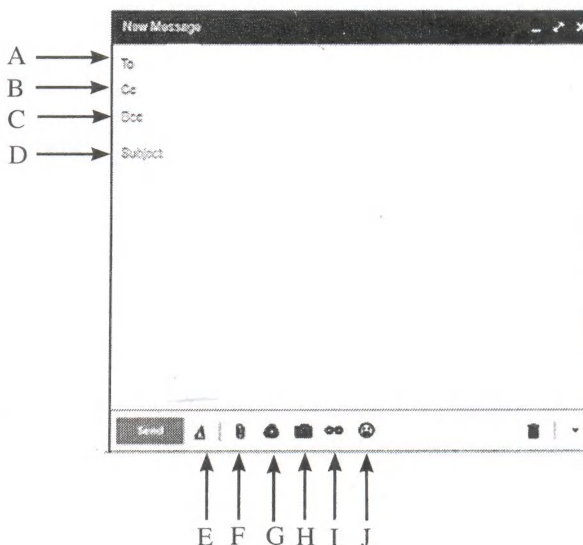 New Message
A
To
B
Cc
C
Bcc
D
Subject
Send
E F G H I J